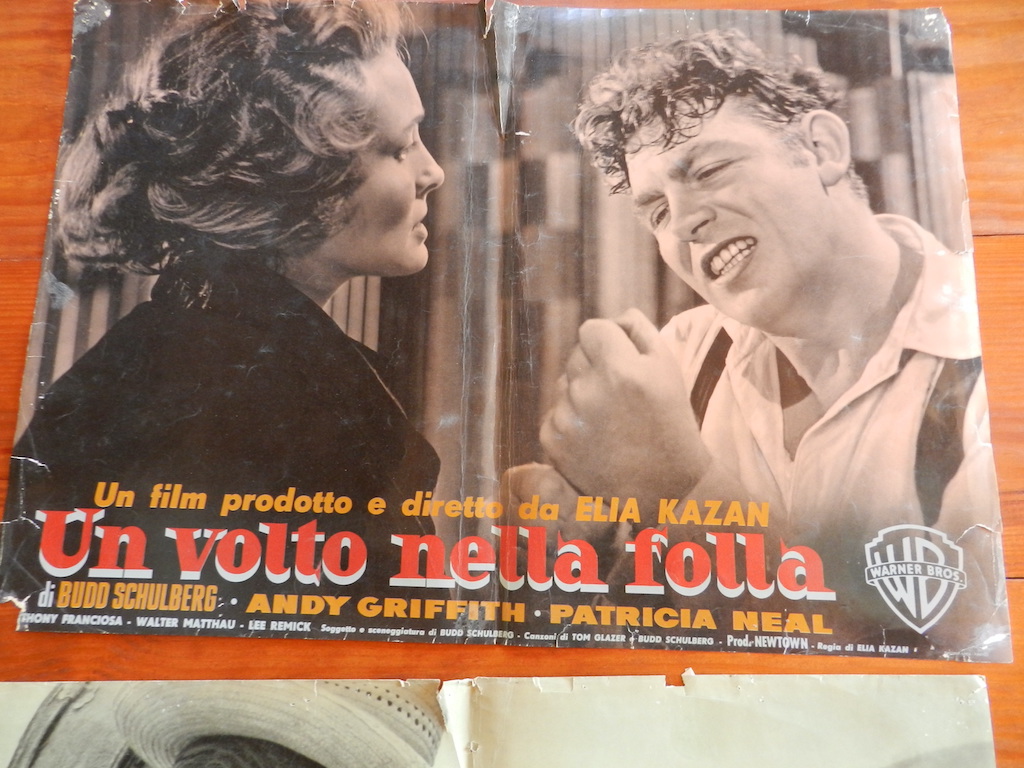 Un film prodotto e diretto da ELIA KAZAN
Un volto nella folla
di BUDD SCHULBERG · ANDY GRIFFITH · PATRICIA NEAL
THONY FRANCIOSA - WALTER MATTHAU - LEE REMICK - Soggetto e sceneggiatura di BUDD SCHULBERG - Canzoni di TOM GLAZER e BUDD SCHULBERG - Prod. NEWTOWN - Regia di ELIA KAZAN
WB
WARNER BROS.